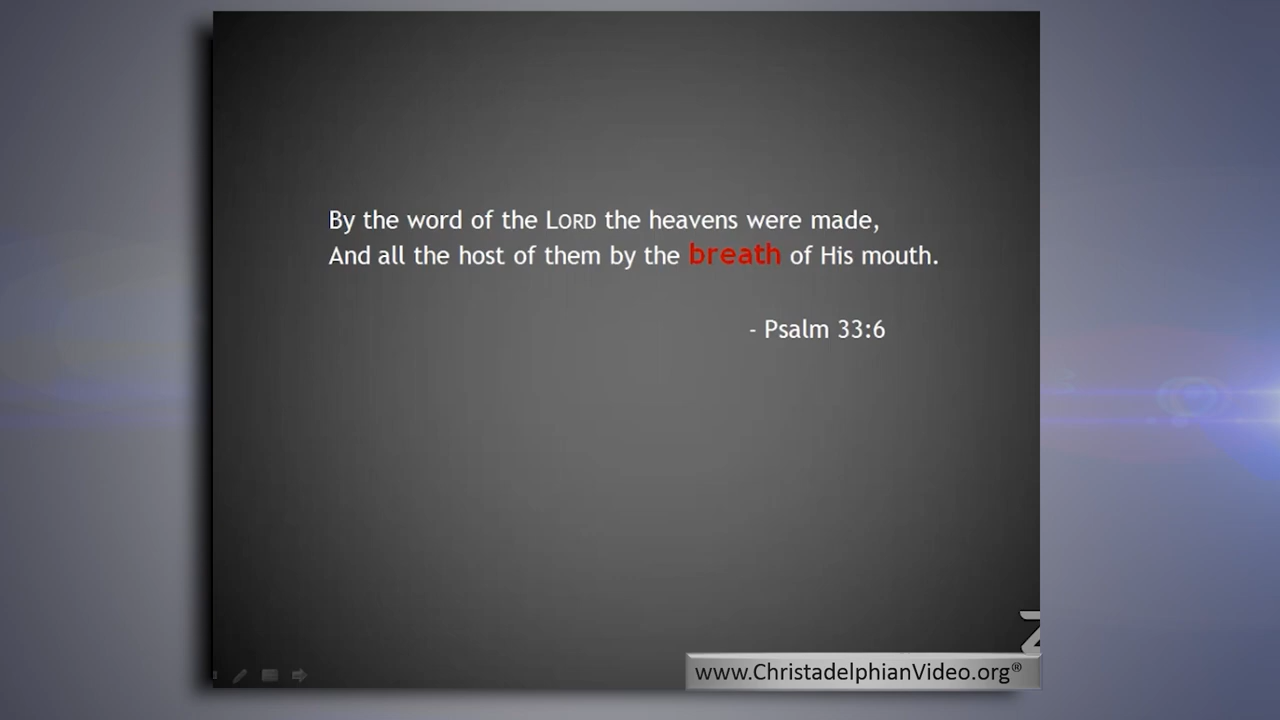 By the word of the LORD the heavens were made,
And all the host of them by the breath of His mouth.
- Psalm 33:6
www.ChristadelphianVideo.org®